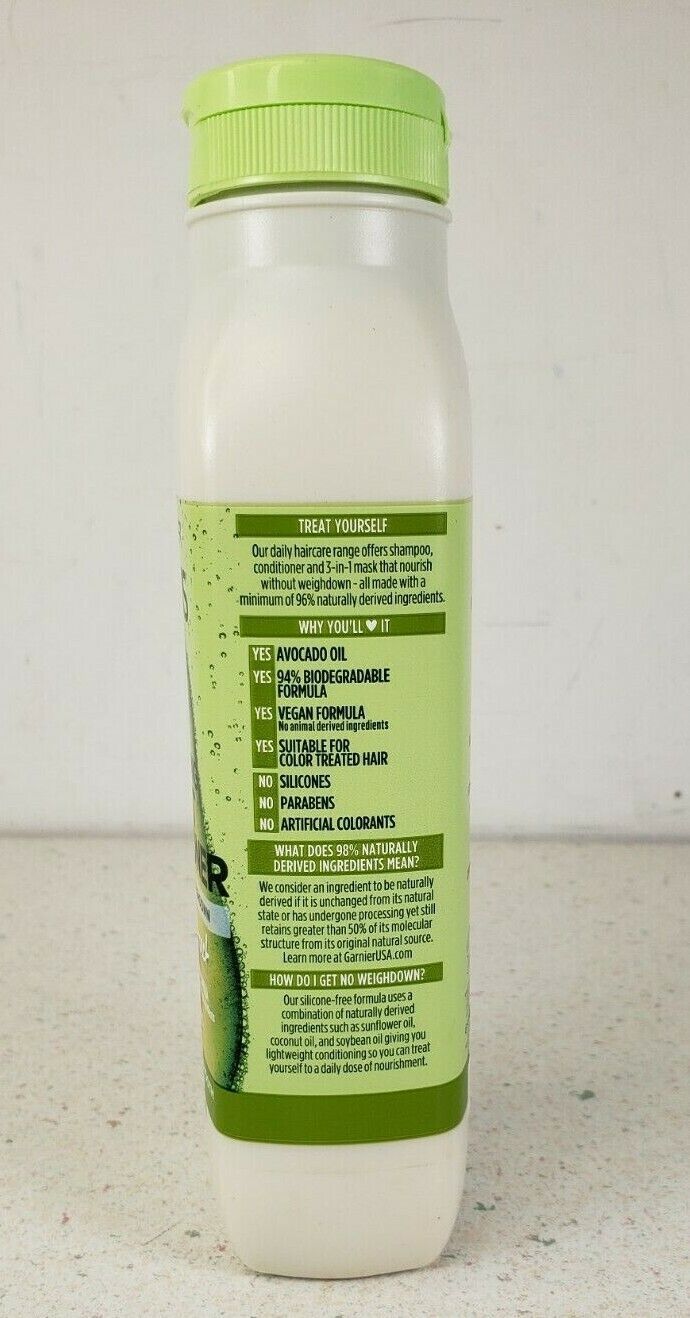 TREAT YOURSELF
Our daily haircare range offers shampoo,
conditioner and 3-in-1 mask that nourish
without weighdown - all made with a
minimum of 96% naturally derived ingredients.
WHY YOU'LL ♥ IT
YES AVOCADO OIL
YES 94% BIODEGRADABLE
FORMULA
YES VEGAN FORMULA
No animal derived ingredients
YES SUITABLE FOR
COLOR TREATED HAIR
NO SILICONES
NO PARABENS
NO ARTIFICIAL COLORANTS
WHAT DOES 98% NATURALLY
DERIVED INGREDIENTS MEAN?
We consider an ingredient to be naturally
derived if it is unchanged from its natural
state or has undergone processing yet still
retains greater than 50% of its molecular
structure from its original natural source.
Learn more at GarnierUSA.com
HOW DO I GET NO WEIGHDOWN?
Our silicone-free formula uses a
combination of naturally derived
ingredients such as sunflower oil,
coconut oil, and soybean oil giving you
lightweight conditioning so you can treat
yourself to a daily dose of nourishment.